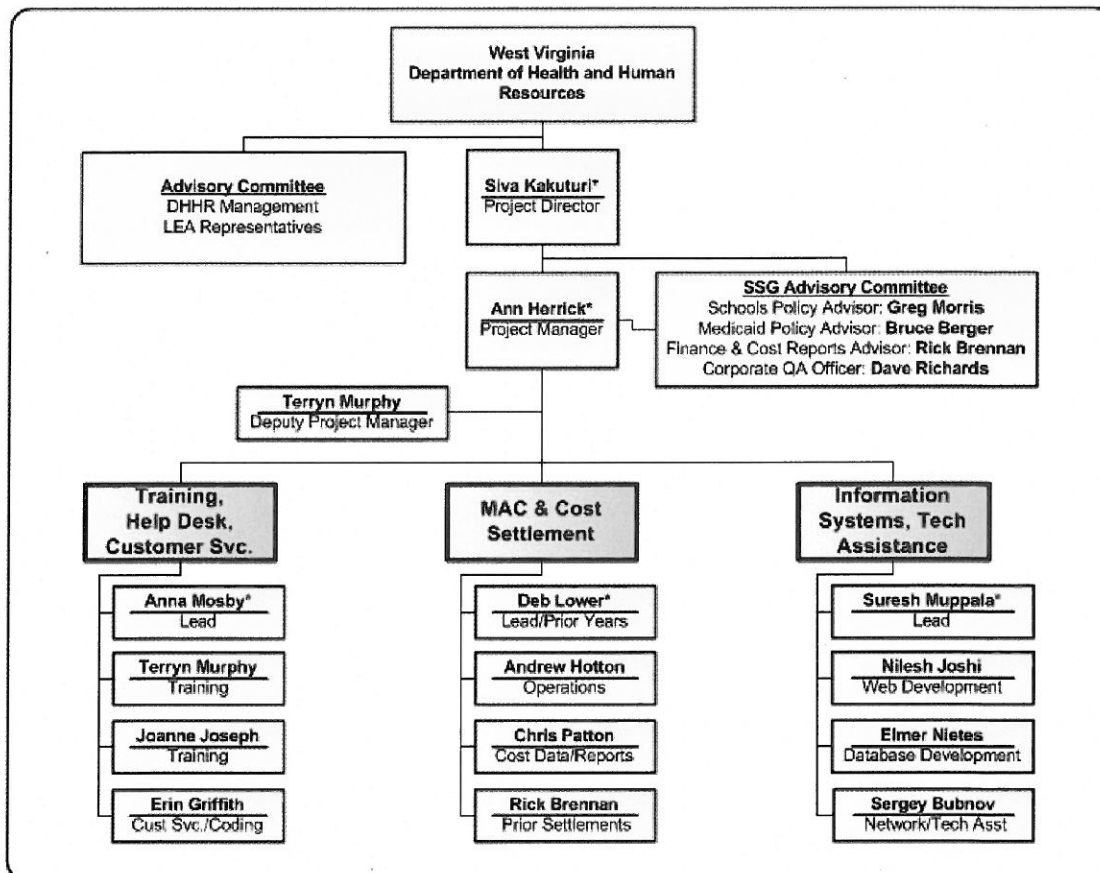 West Virginia
Department of Health and Human
Resources
Advisory Committee
DHHR Management
LEA Representatives
Siva Kakuturi*
Project Director
Ann Herrick*
Project Manager
SSG Advisory Committee
Schools Policy Advisor: Greg Morris
Medicaid Policy Advisor: Bruce Berger
Finance & Cost Reports Advisor: Rick Brennan
Corporate QA Officer: Dave Richards
Terryn Murphy
Deputy Project Manager
Training,
Help Desk,
Customer Svc.
Anna Mosby*
Lead
Terryn Murphy
Training
Joanne Joseph
Training
Erin Griffith
Cust Svc./Coding
MAC & Cost
Settlement
Deb Lower*
Lead/Prior Years
Andrew Hotton
Operations
Chris Patton
Cost Data/Reports
Rick Brennan
Prior Settlements
Information
Systems, Tech
Assistance
Suresh Muppala*
Lead
Nilesh Joshi
Web Development
Elmer Nietes
Database Development
Sergey Bubnov
Network/Tech Asst